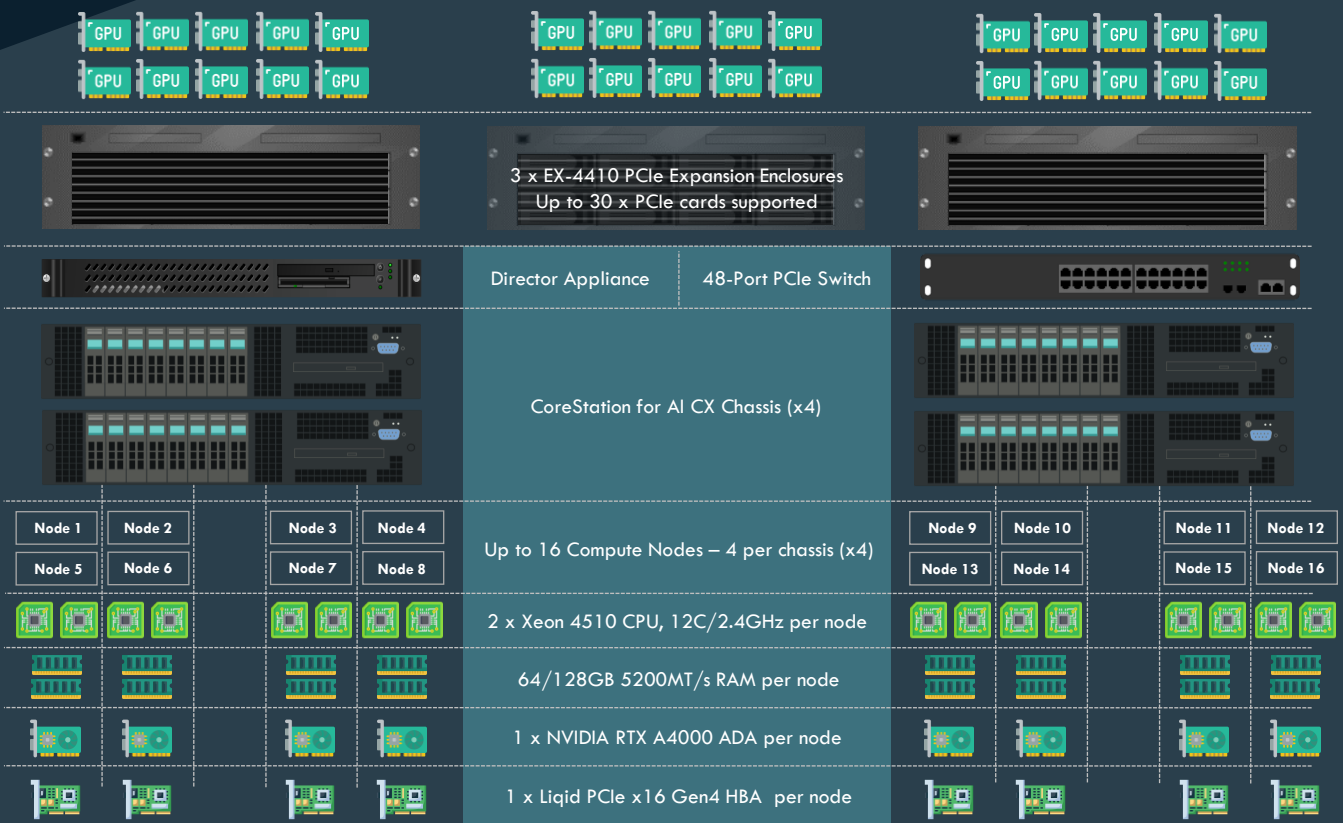 GPU GPU GPU GPU GPU
GPU GPU GPU GPU GPU
GPU GPU GPU GPU GPU
GPU GPU GPU GPU GPU
GPU GPU GPU GPU GPU
GPU GPU GPU GPU GPU
3 x EX-4410 PCIe Expansion Enclosures
Up to 30 x PCIe cards supported
Director Appliance
48-Port PCIe Switch
CoreStation for AI CX Chassis (x4)
Node 1
Node 2
Node 3
Node 4
Node 5
Node 6
Node 7
Node 8
Up to 16 Compute Nodes – 4 per chassis (x4)
Node 9
Node 10
Node 11
Node 12
Node 13
Node 14
Node 15
Node 16
2 x Xeon 4510 CPU, 12C/2.4GHz per node
64/128GB 5200MT/s RAM per node
1 x NVIDIA RTX A4000 ADA per node
1 x Liqid PCIe x16 Gen4 HBA per node